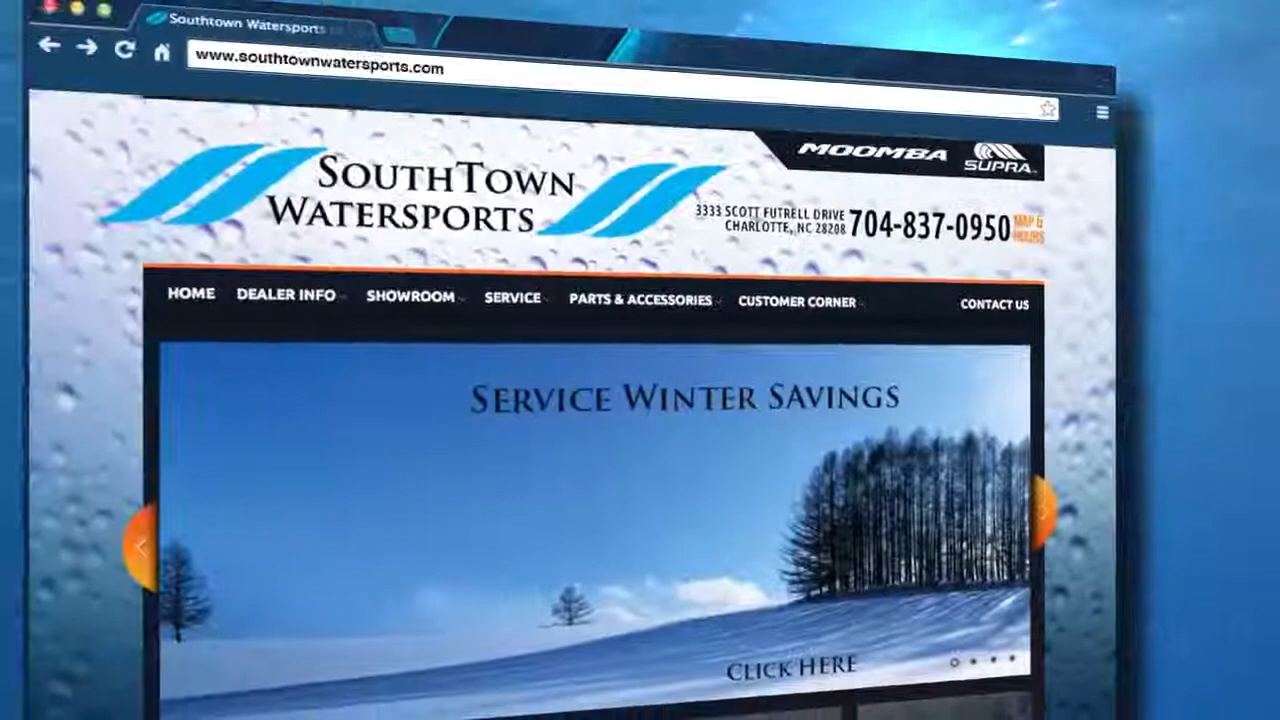 Southtown Watersports
www.southtownwatersports.com
MOOMBA
SUPRA
SOUTHTOWN
WATERSPORTS
3333 SCOTT FUTRELL DRIVE
CHARLOTTE, NC 28208
704-837-0950
MAP &
HOURS
HOME DEALER INFO SHOWROOM SERVICE PARTS & ACCESSORIES CUSTOMER CORNER CONTACT US
SERVICE WINTER SAVINGS
CLICK HERE